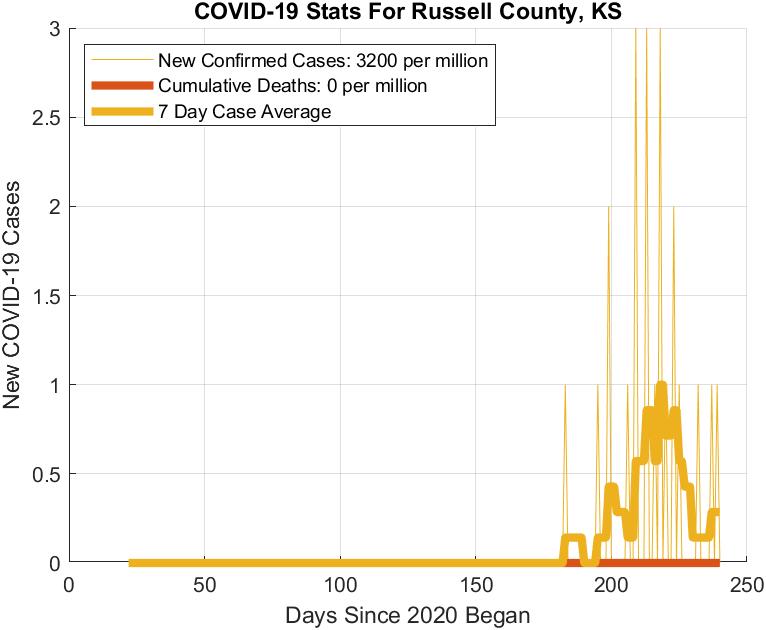 COVID-19 Stats For Russell County, KS
New Confirmed Cases: 3200 per million
Cumulative Deaths: 0 per million
7 Day Case Average
New COVID-19 Cases
3
2.5
2
1.5
1
0.5
0
0 50 100 150 200 250
Days Since 2020 Began